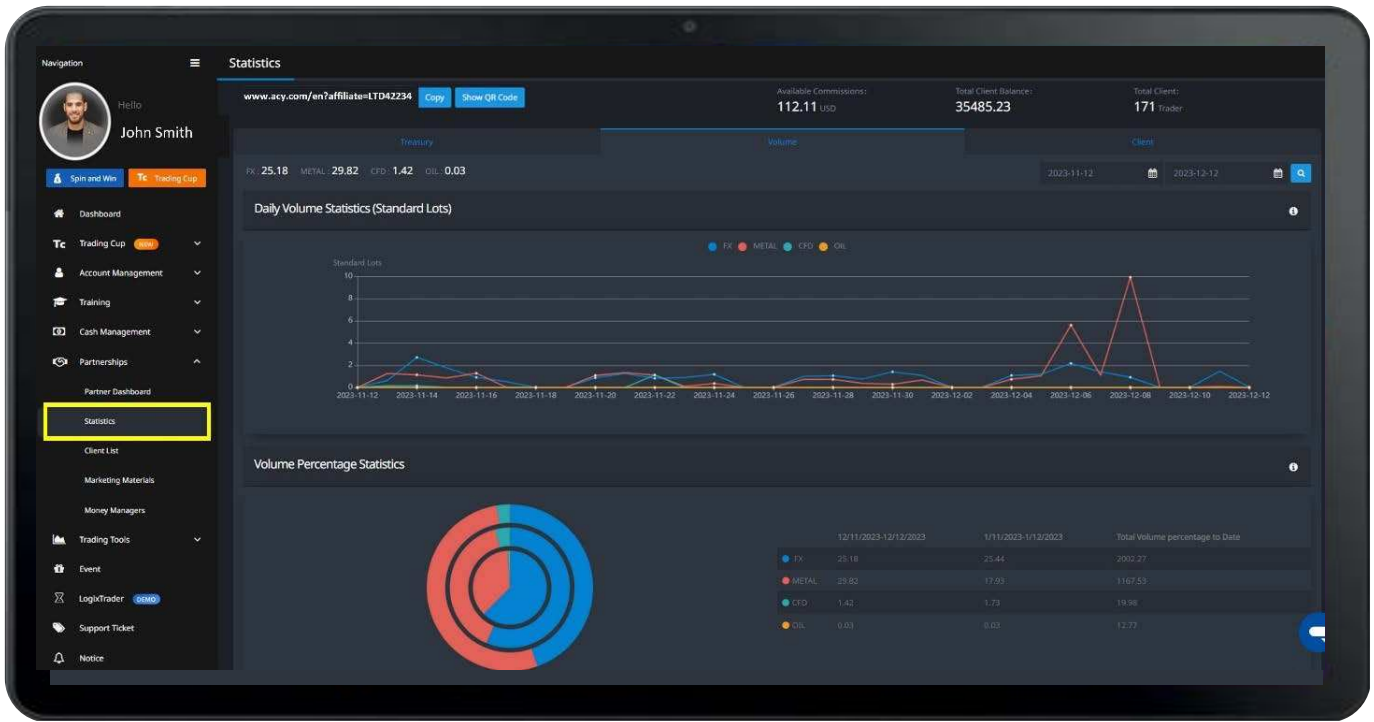 Navigation
Hello
John Smith
Spin and Win
Tc Trading Cup
Dashboard
Tc Trading Cup NEW
Account Management
Training
Cash Management
Partnerships
Partner Dashboard
Statistics
Client List
Marketing Materials
Money Managers
Trading Tools
Event
LogixTrader DEMO
Support Ticket
Notice
Statistics
www.acy.com/en?affiliate=LTD42234 Copy Show QR Code
Available Commissions:
112.11 USD
Total Client Balance:
35485.23
Total Client:
171 Trader
Treasury Volume Client
FX: 25.18 METAL: 29.82 CFD: 1.42 OIL: 0.03
2023-11-12 2023-12-12
Daily Volume Statistics (Standard Lots)
FX METAL CFD OIL
Standard Lots
10
8
6
4
2
0
2023-11-12 2023-11-14 2023-11-16 2023-11-18 2023-11-20 2023-11-22 2023-11-24 2023-11-26 2023-11-28 2023-11-30 2023-12-02 2023-12-04 2023-12-06 2023-12-08 2023-12-10 2023-12-12
Volume Percentage Statistics
12/11/2023-12/12/2023 1/11/2023-1/12/2023 Total Volume percentage to Date
FX 25.18 25.44 2002.27
METAL 29.82 17.93 1167.53
CFD 1.42 1.73 19.98
OIL 0.03 0.03 12.77